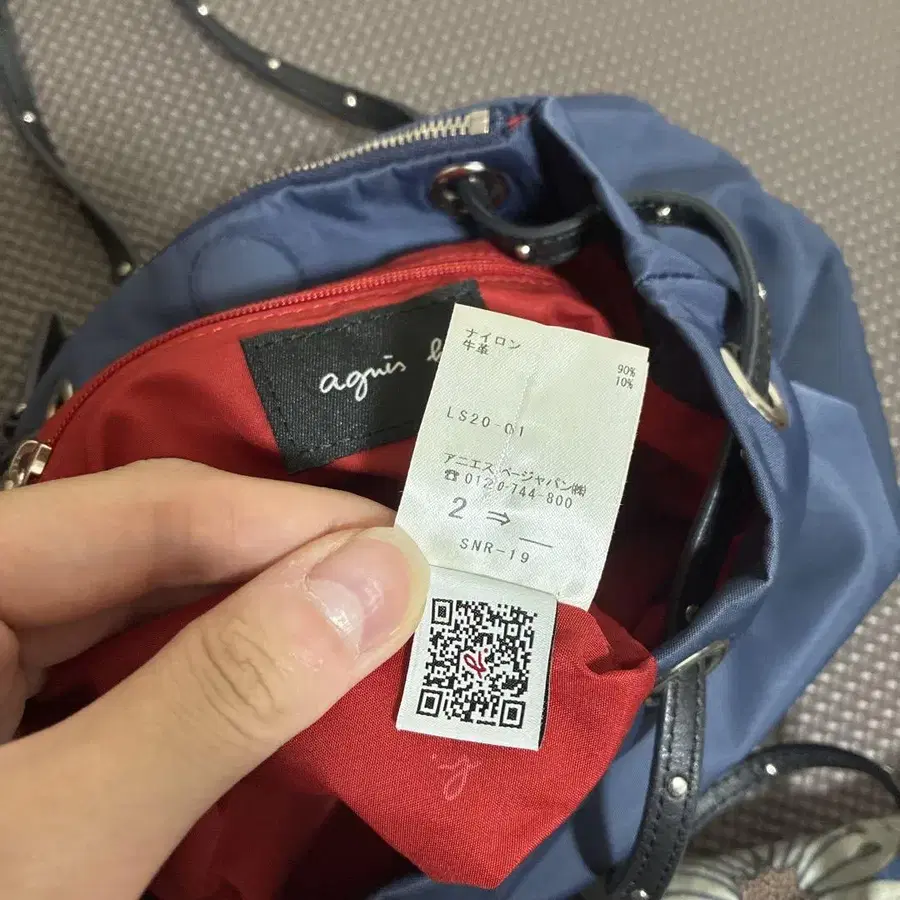 agnès b
ナイロン
牛革
90%
10%
LS20-01
アニエスベージャパン㈱
☎0120-744-800
2 ⇒
SNR-19
b.